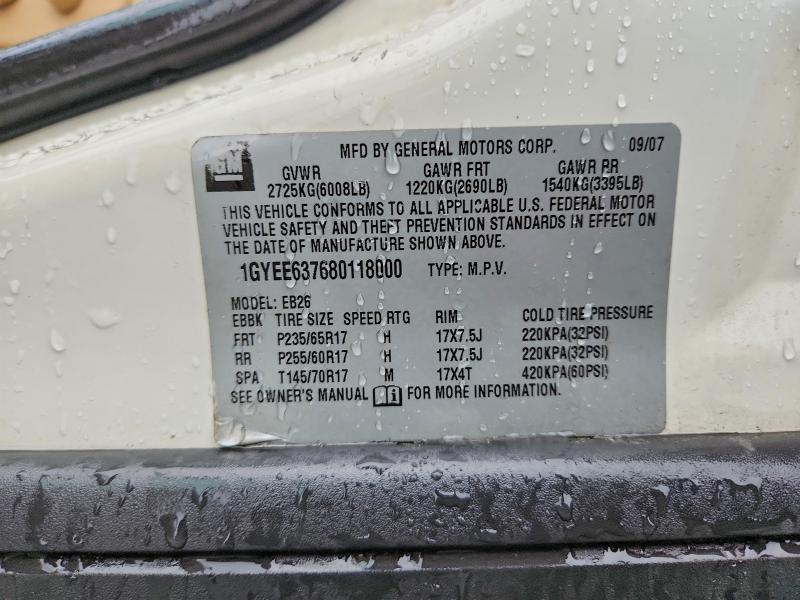 GM
MFD BY GENERAL MOTORS CORP. 09/07
GVWR GAWR FRT GAWR RR
2725KG(6008LB) 1220KG(2690LB) 1540KG(3395LB)
THIS VEHICLE CONFORMS TO ALL APPLICABLE U.S. FEDERAL MOTOR
VEHICLE SAFETY AND THEFT PREVENTION STANDARDS IN EFFECT ON
THE DATE OF MANUFACTURE SHOWN ABOVE.
1GYEE637680118000 TYPE: M.P.V.
MODEL: EB26
EBBK TIRE SIZE SPEED RTG RIM COLD TIRE PRESSURE
FRT P235/65R17 H 17X7.5J 220KPA(32PSI)
RR P255/60R17 H 17X7.5J 220KPA(32PSI)
SPA T145/70R17 M 17X4T 420KPA(60PSI)
SEE OWNER'S MANUAL FOR MORE INFORMATION.